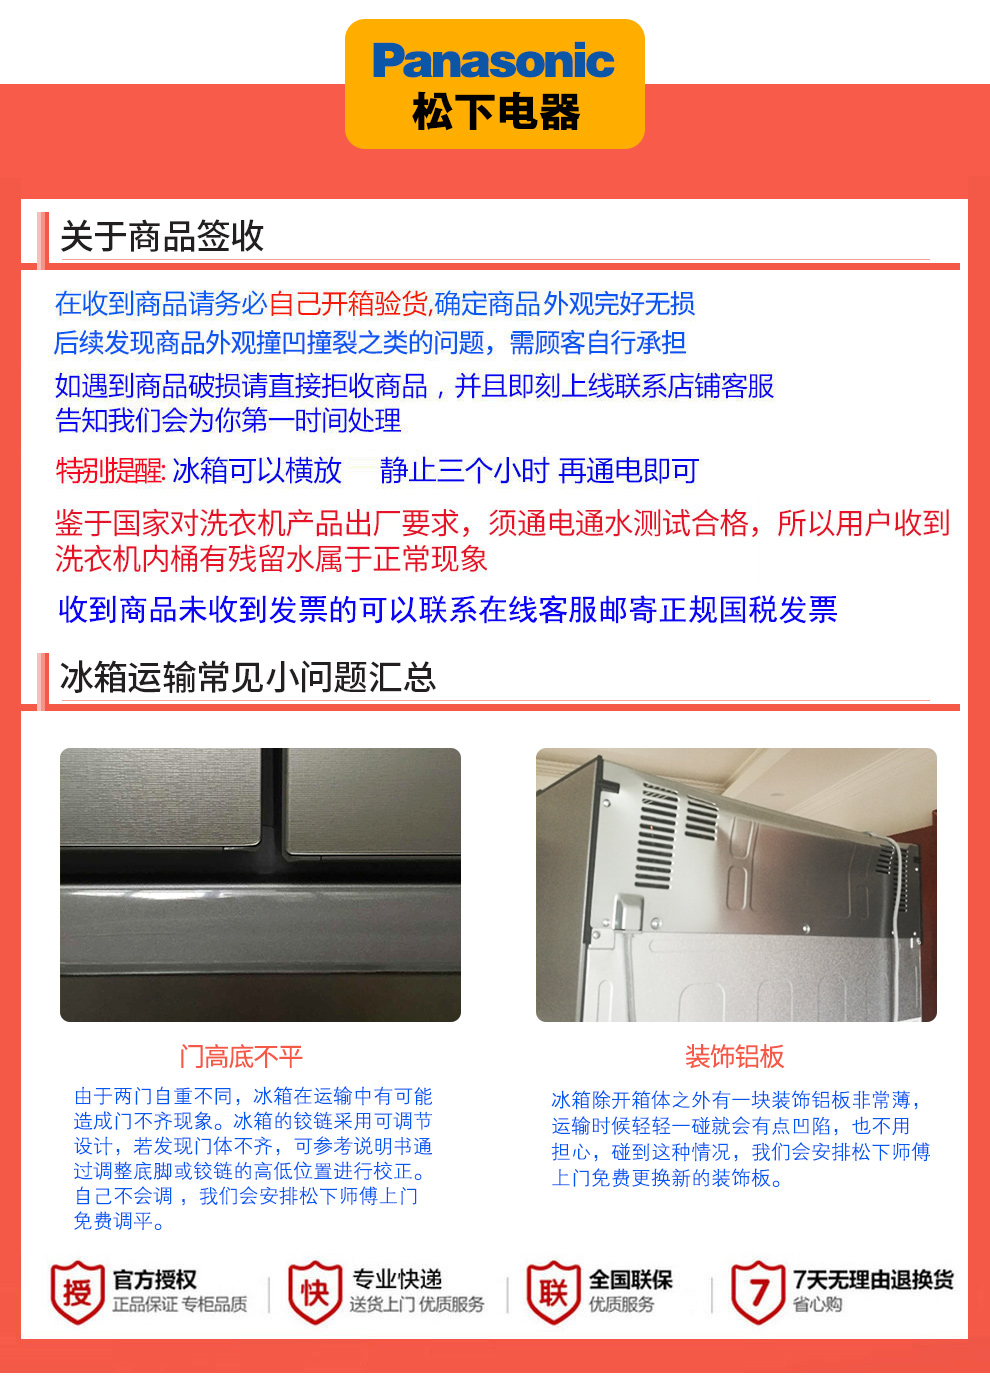 Panasonic
松下电器
关于商品签收
在收到商品请务必自己开箱验货,确定商品外观完好无损
后续发现商品外观撞凹撞裂之类的问题，需顾客自行承担
如遇到商品破损请直接拒收商品，并且即刻上线联系店铺客服
告知我们会为你第一时间处理
特别提醒: 冰箱可以横放 静止三个小时 再通电即可
鉴于国家对洗衣机产品出厂要求，须通电通水测试合格，所以用户收到
洗衣机内桶有残留水属于正常现象
收到商品未收到发票的可以联系在线客服邮寄正规国税发票
冰箱运输常见小问题汇总
门高底不平
由于两门自重不同，冰箱在运输中有可能
造成门不齐现象。冰箱的铰链采用可调节
设计，若发现门体不齐，可参考说明书通
过调整底脚或铰链的高低位置进行校正。
自己不会调，我们会安排松下师傅上门
免费调平。
装饰铝板
冰箱除开箱体之外有一块装饰铝板非常薄，
运输时候轻轻一碰就会有点凹陷，也不用
担心，碰到这种情况，我们会安排松下师傅
上门免费更换新的装饰板。
授 官方授权
正品保证 专柜品质
快 专业快递
送货上门 优质服务
联 全国联保
优质服务
7 7天无理由退换货
省心购